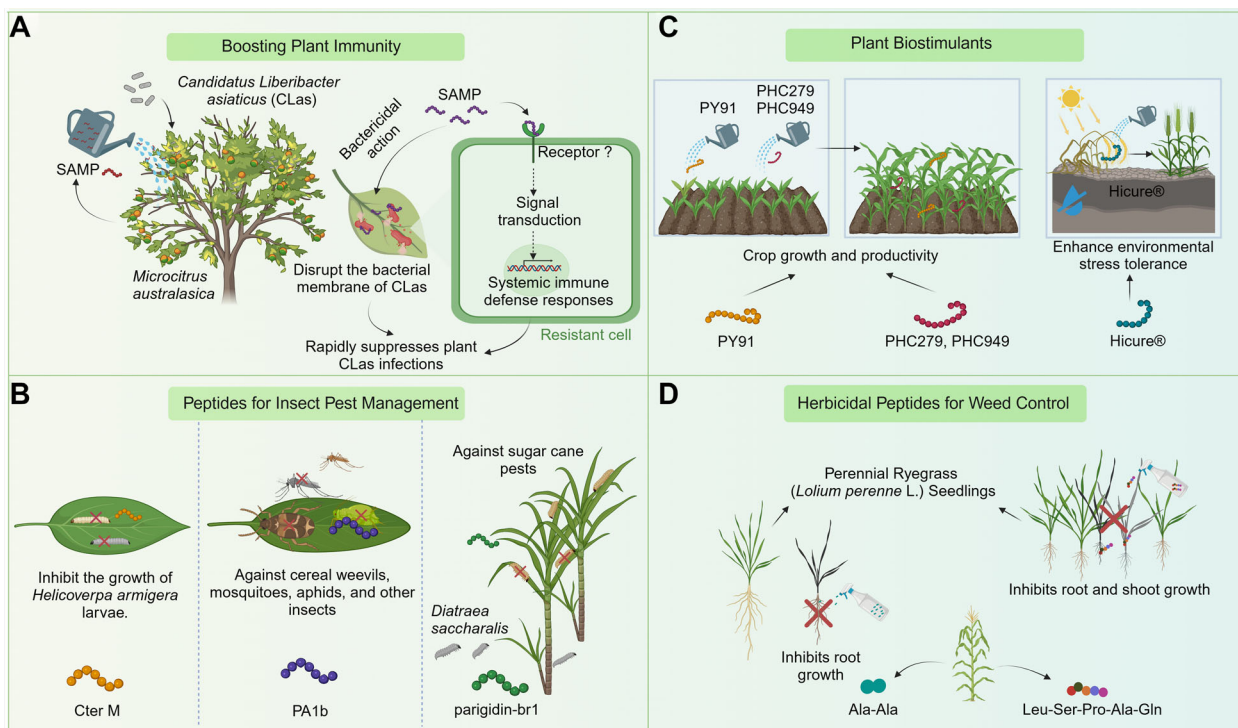 A
Boosting Plant Immunity
Candidatus Liberibacter
asiaticus (CLas)
SAMP
Microcitrus
australasica
SAMP
Bactericidal
action
Disrupt the bacterial
membrane of CLas
Receptor ?
Signal
transduction
Systemic immune
defense responses
Resistant cell
Rapidly suppresses plant
CLas infections
B
Peptides for Insect Pest Management
Inhibit the growth of
Helicoverpa armigera
larvae.
Cter M
Against cereal weevils,
mosquitoes, aphids, and other
insects
PA1b
Against sugar cane
pests
Diatraea
saccharalis
parigidin-br1
C
Plant Biostimulants
PY91
PHC279
PHC949
Hicure®
Crop growth and productivity
Enhance environmental
stress tolerance
PY91
PHC279, PHC949
Hicure®
D
Herbicidal Peptides for Weed Control
Perennial Ryegrass
(Lolium perenne L.) Seedlings
Inhibits root and shoot growth
Inhibits root
growth
Ala-Ala
Leu-Ser-Pro-Ala-Gln